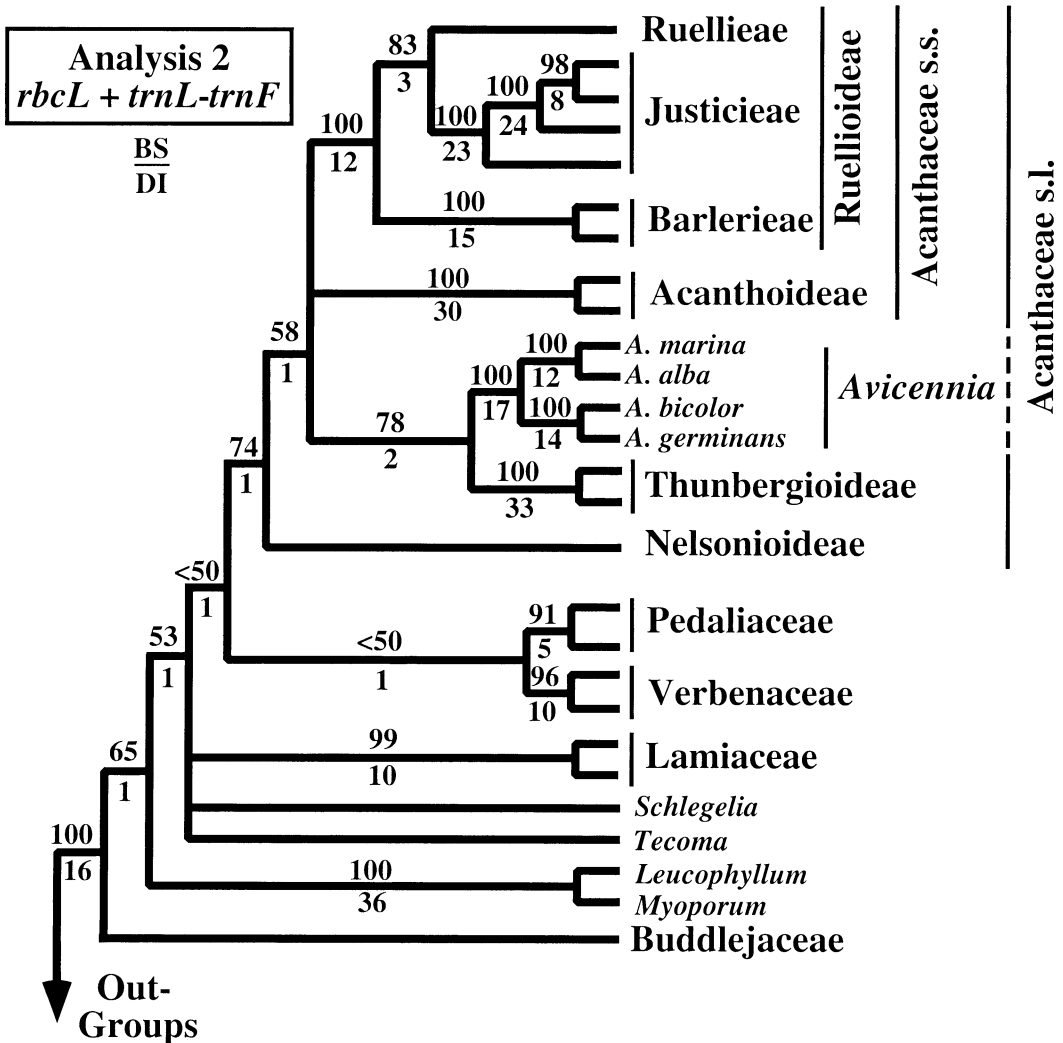 Analysis 2
rbcL + trnL-trnF
BS
DI
83
3
Ruellieae
98
8
100
24
100
23
Justicieae
100
12
100
15
Barlerieae
Ruellioideae
Acanthaceae s.s.
Acanthaceae s.l.
100
30
Acanthoideae
58
1
100
12
A. marina
A. alba
100
17
100
14
A. bicolor
A. germinans
Avicennia
78
2
100
33
Thunbergioideae
74
1
Nelsonioideae
<50
1
91
5
Pedaliaceae
<50
1
96
10
Verbenaceae
53
1
99
10
Lamiaceae
65
1
Schlegelia
Tecoma
100
16
100
36
Leucophyllum
Myoporum
Buddlejaceae
Out-
Groups